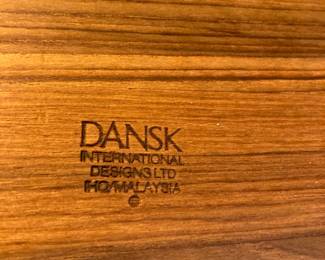 DANSK
INTERNATIONAL
DESIGNS LTD
IHQ/MALAYSIA